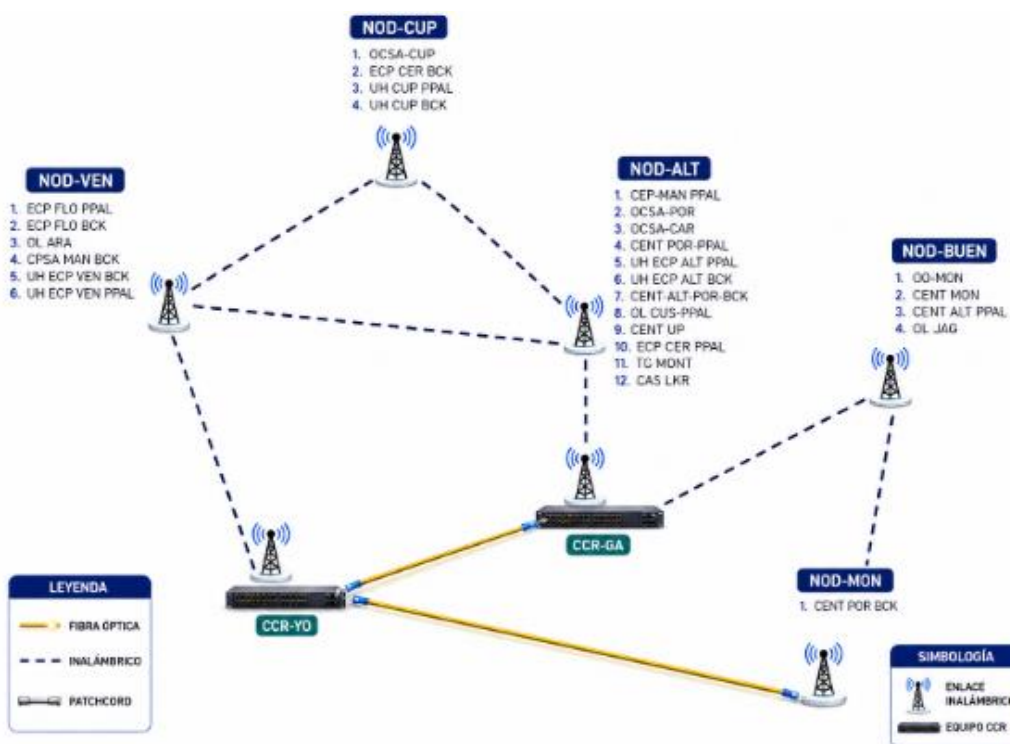 NOD-CUP
1. OCSA-CUP
2. ECP CER BCK
3. UH CUP PPAL
4. UH CUP BCK
NOD-VEN
1. ECP FLO PPAL
2. ECP FLO BCK
3. OL ARA
4. CPSA MAN BCK
5. UH ECP VEN BCK
6. UH ECP VEN PPAL
NOD-ALT
1. CEP-MAN PPAL
2. OCSA-POR
3. OCSA-CAR
4. CENT POR-PPAL
5. UH ECP ALT PPAL
6. UH ECP ALT BCK
7. CENT-ALT-POR-BCK
8. OL CUS-PPAL
9. CENT UP
10. ECP CER PPAL
11. TG MONT
12. CAS LKR
NOD-BUEN
1. OO-MON
2. CENT MON
3. CENT ALT PPAL
4. OL JAG
CCR-GA
CCR-YO
NOD-MON
1. CENT POR BCK
LEYENDA
FIBRA ÓPTICA
INALÁMBRICO
PATCHCORD
SIMBOLOGÍA
ENLACE
INALÁMBRICO
EQUIPO CCR